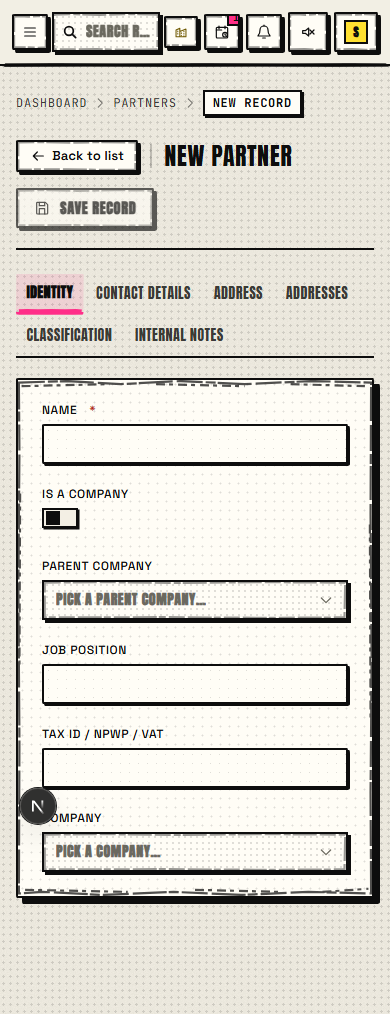 SEARCH R...
S
DASHBOARD > PARTNERS > NEW RECORD
← Back to list
NEW PARTNER
SAVE RECORD
IDENTITY CONTACT DETAILS ADDRESS ADDRESSES
CLASSIFICATION INTERNAL NOTES
NAME *
IS A COMPANY
PARENT COMPANY
PICK A PARENT COMPANY...
JOB POSITION
TAX ID / NPWP / VAT
N
OMPANY
PICK A COMPANY...